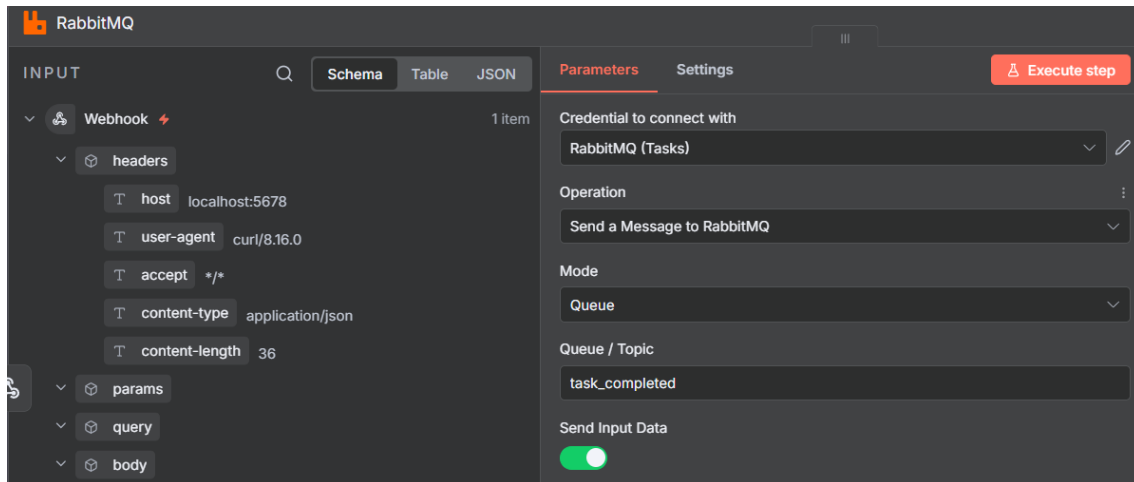 RabbitMQ
INPUT
Schema Table JSON
Webhook 1 item
headers
host localhost:5678
user-agent curl/8.16.0
accept */*
content-type application/json
content-length 36
params
query
body
Parameters Settings Execute step
Credential to connect with
RabbitMQ (Tasks)
Operation
Send a Message to RabbitMQ
Mode
Queue
Queue / Topic
task_completed
Send Input Data